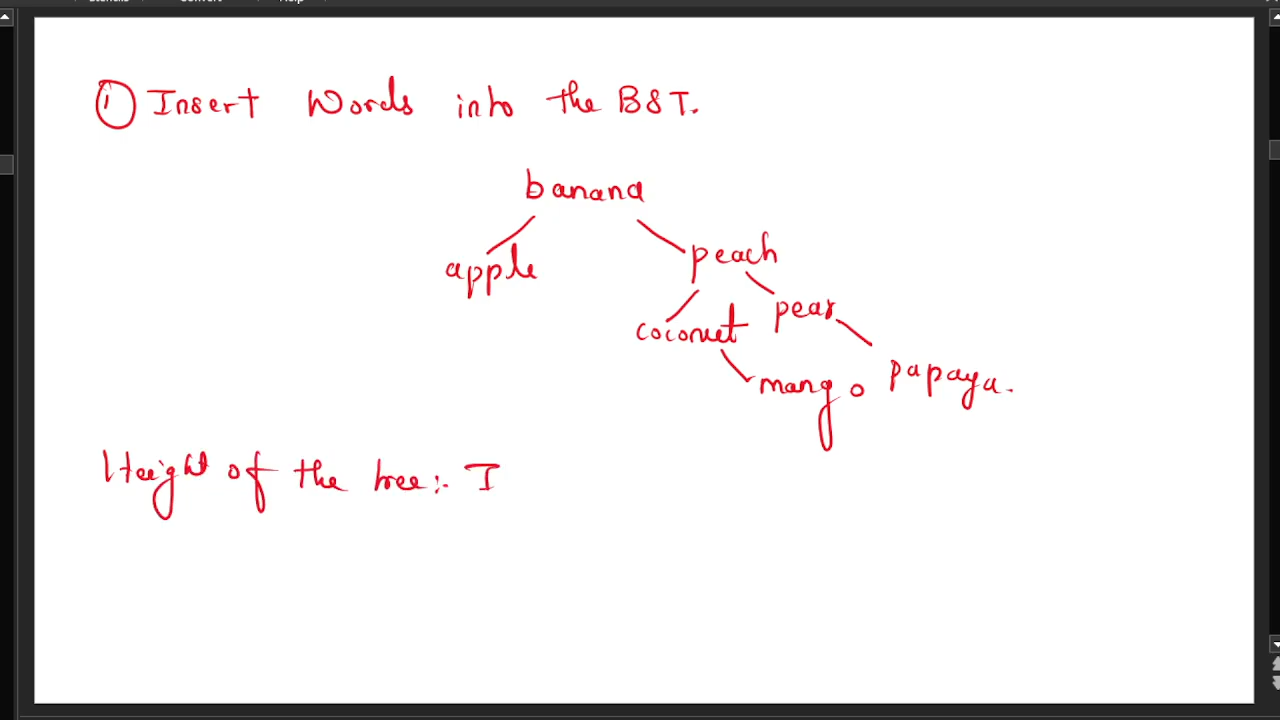 ① Insert Words into the BST.
banana
apple peach
coconut pear
mango papaya.
Height of the tree:- I